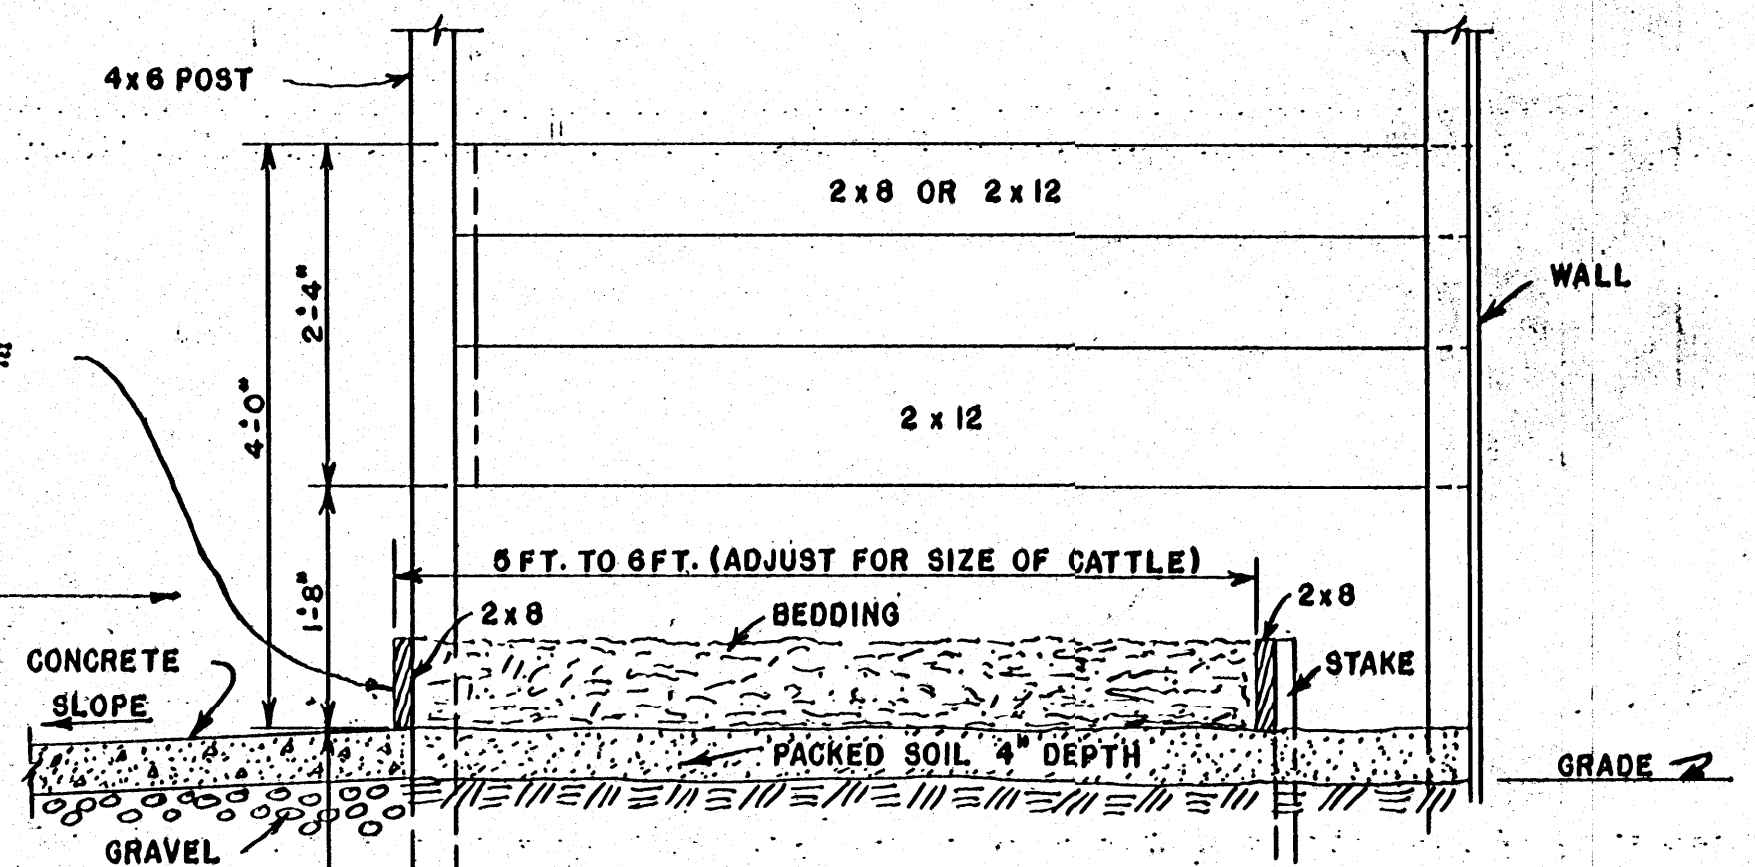 4x6 POST
2x8 OR 2x12
WALL
2'-4"
4'-0"
2 x 12
5 FT. TO 6 FT. (ADJUST FOR SIZE OF CATTLE)
1'-8"
2x8
BEDDING
2x8
CONCRETE
STAKE
SLOPE
PACKED SOIL 4" DEPTH
GRADE
GRAVEL